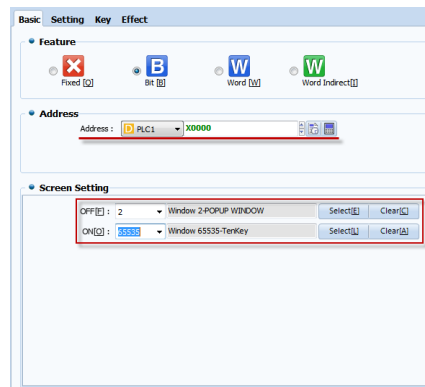 Basic Setting Key Effect
Feature
Fixed [Q] Bit [B] Word [W] Word Indirect[I]
Address
Address : PLC1 X0000
Screen Setting
OFF[F] : 2 Window 2-POPUP WINDOW Select[E] Clear[C]
ON[O] : 65535 Window 65535-TenKey Select[L] Clear[A]